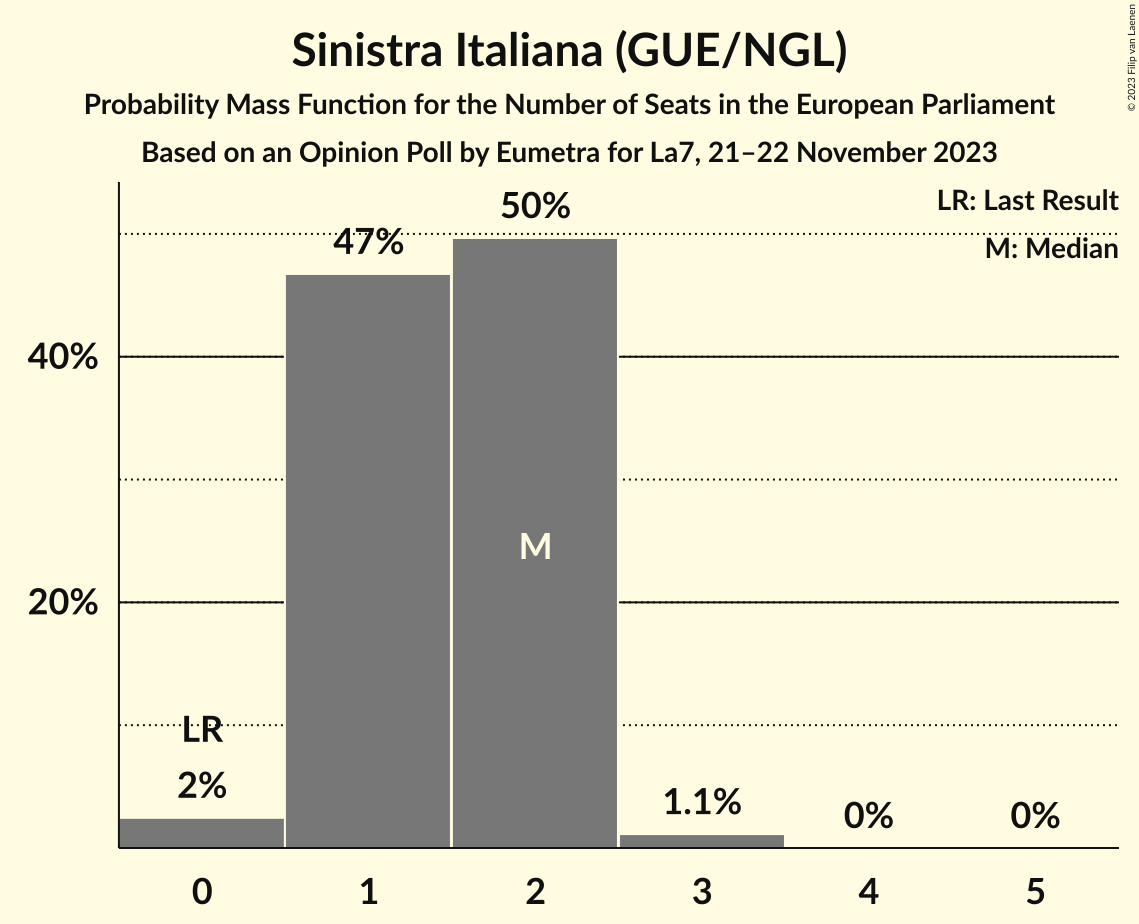 Sinistra Italiana (GUE/NGL)
Probability Mass Function for the Number of Seats in the European Parliament
Based on an Opinion Poll by Eumetra for La7, 21–22 November 2023
© 2023 Filip van Laenen
LR: Last Result
M: Median
50%
47%
40%
M
20%
LR
2%
1.1%
0%
0%
0 1 2 3 4 5